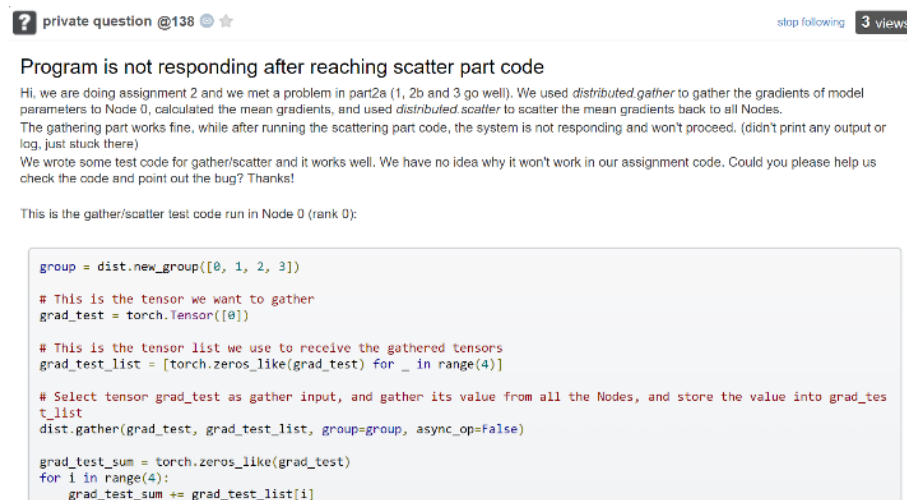 ? private question @138
stop following 3 views
Program is not responding after reaching scatter part code
Hi, we are doing assignment 2 and we met a problem in part2a (1, 2b and 3 go well). We used distributed.gather to gather the gradients of model
parameters to Node 0, calculated the mean gradients, and used distributed.scatter to scatter the mean gradients back to all Nodes.
The gathering part works fine, while after running the scattering part code, the system is not responding and won't proceed. (didn't print any output or
log, just stuck there)
We wrote some test code for gather/scatter and it works well. We have no idea why it won't work in our assignment code. Could you please help us
check the code and point out the bug? Thanks!
This is the gather/scatter test code run in Node 0 (rank 0):
group = dist.new_group([0, 1, 2, 3])
# This is the tensor we want to gather
grad_test = torch.Tensor([0])
# This is the tensor list we use to receive the gathered tensors
grad_test_list = [torch.zeros_like(grad_test) for _ in range(4)]
# Select tensor grad_test as gather input, and gather its value from all the Nodes, and store the value into grad_tes
t_list
dist.gather(grad_test, grad_test_list, group=group, async_op=False)
grad_test_sum = torch.zeros_like(grad_test)
for i in range(4):
    grad_test_sum += grad_test_list[i]